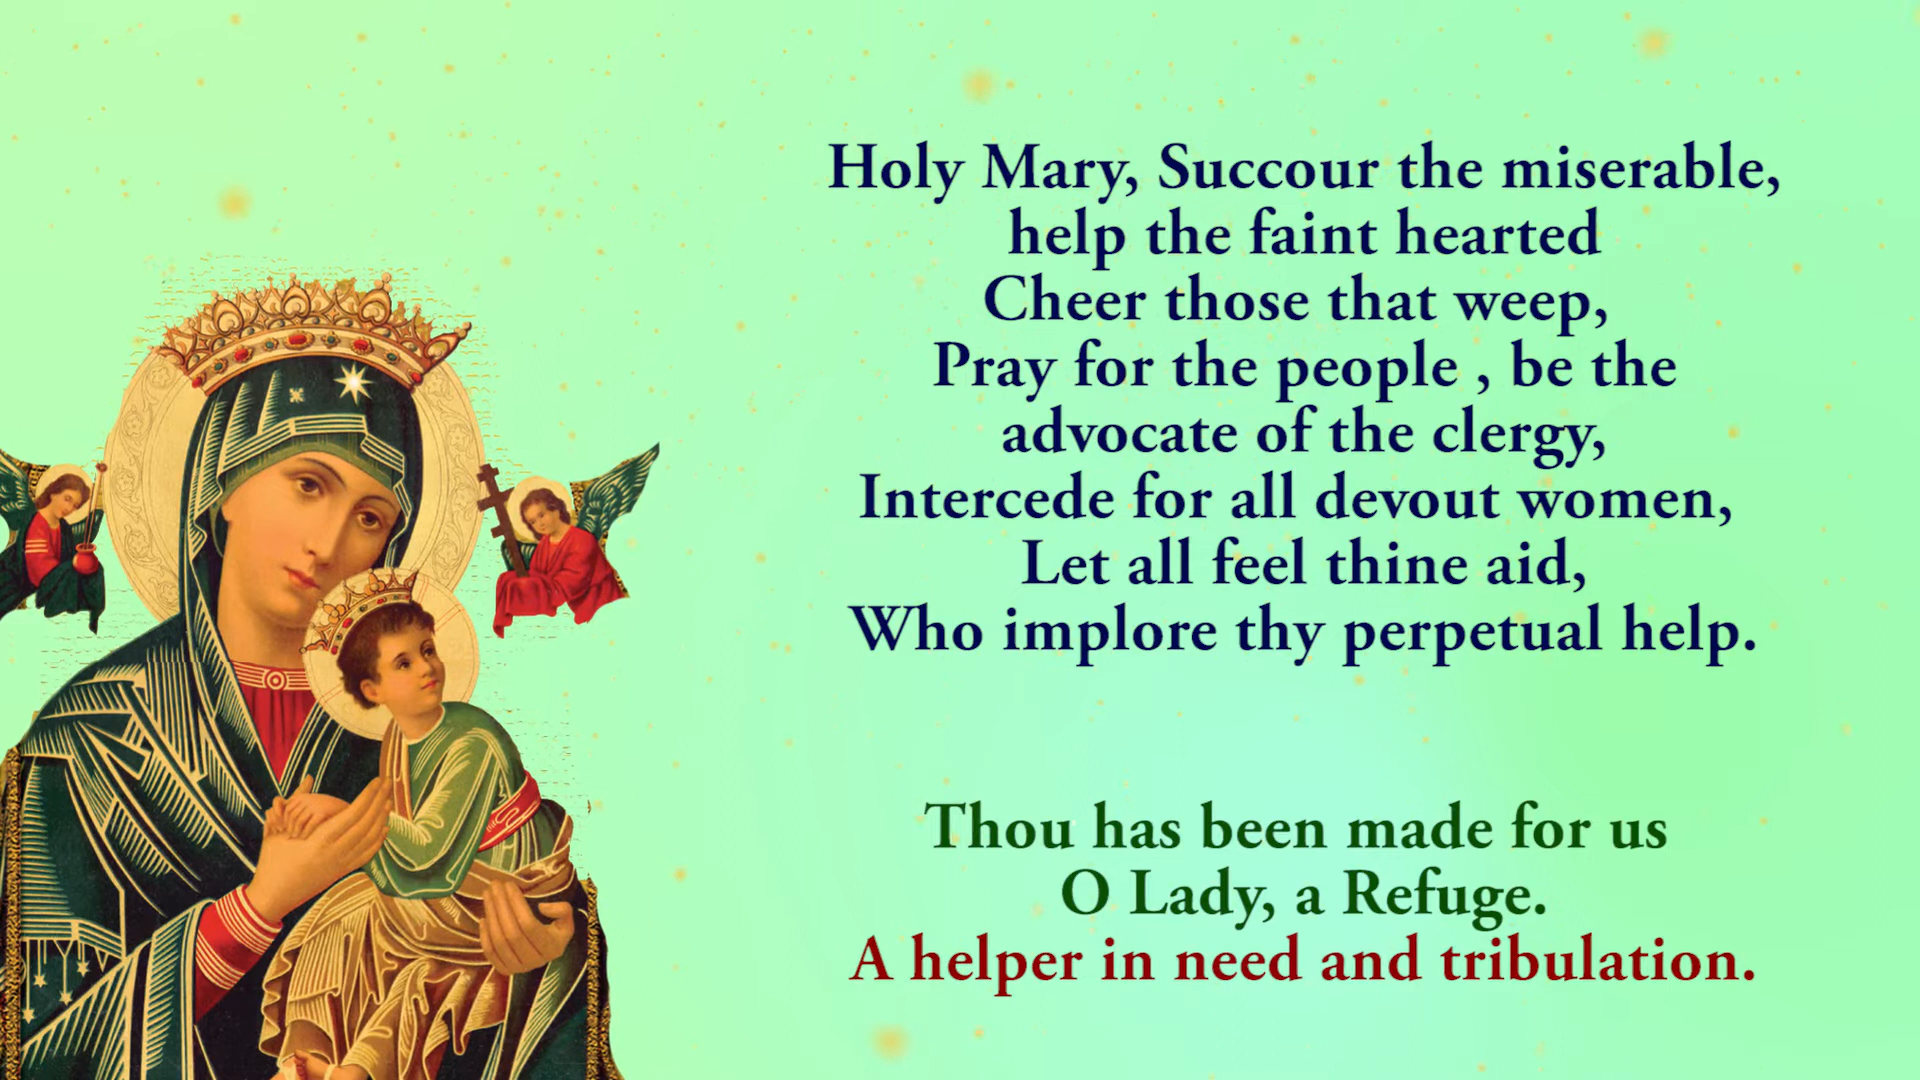 Holy Mary, Succour the miserable,
help the faint hearted
Cheer those that weep,
Pray for the people , be the
advocate of the clergy,
Intercede for all devout women,
Let all feel thine aid,
Who implore thy perpetual help.
Thou has been made for us
O Lady, a Refuge.
A helper in need and tribulation.